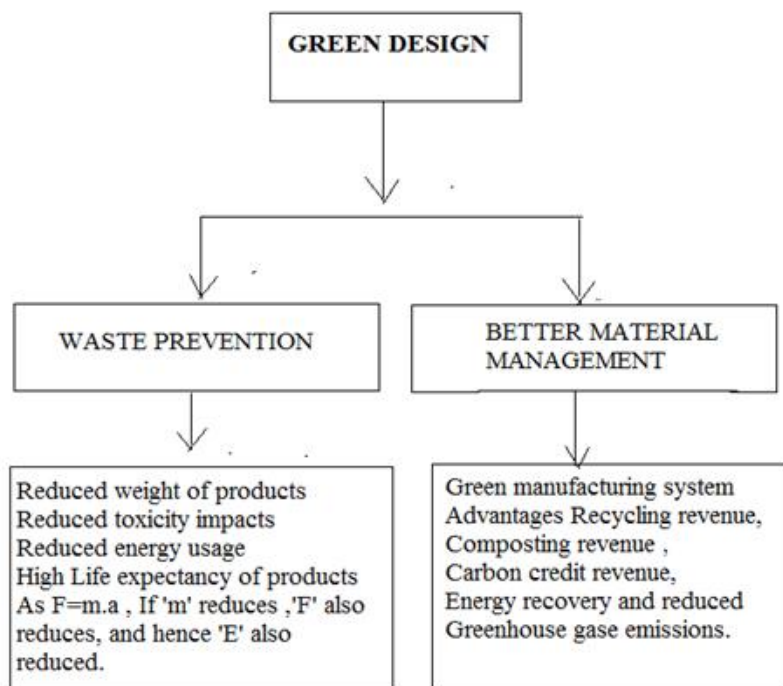 GREEN DESIGN
WASTE PREVENTION
BETTER MATERIAL
MANAGEMENT
Reduced weight of products
Reduced toxicity impacts
Reduced energy usage
High Life expectancy of products
As F=m.a , If 'm' reduces ,'F' also
reduces, and hence 'E' also
reduced.
Green manufacturing system
Advantages Recycling revenue,
Composting revenue ,
Carbon credit revenue,
Energy recovery and reduced
Greenhouse gase emissions.